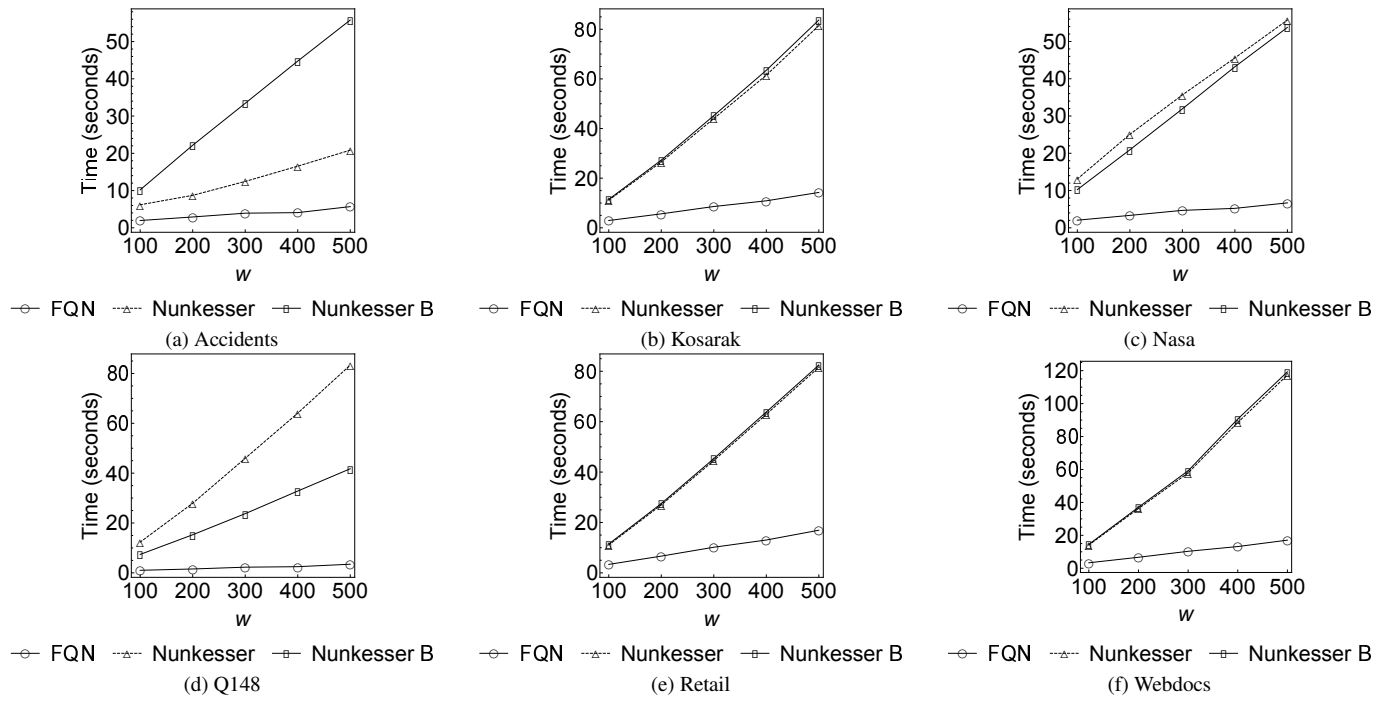 Time (seconds)
50
40
30
20
10
0
100 200 300 400 500
w
FQN Nunkesser Nunkesser B
(a) Accidents
Time (seconds)
80
60
40
20
0
100 200 300 400 500
w
FQN Nunkesser Nunkesser B
(b) Kosarak
Time (seconds)
50
40
30
20
10
0
100 200 300 400 500
w
FQN Nunkesser Nunkesser B
(c) Nasa
Time (seconds)
80
60
40
20
0
100 200 300 400 500
w
FQN Nunkesser Nunkesser B
(d) Q148
Time (seconds)
80
60
40
20
0
100 200 300 400 500
w
FQN Nunkesser Nunkesser B
(e) Retail
Time (seconds)
120
100
80
60
40
20
0
100 200 300 400 500
w
FQN Nunkesser Nunkesser B
(f) Webdocs